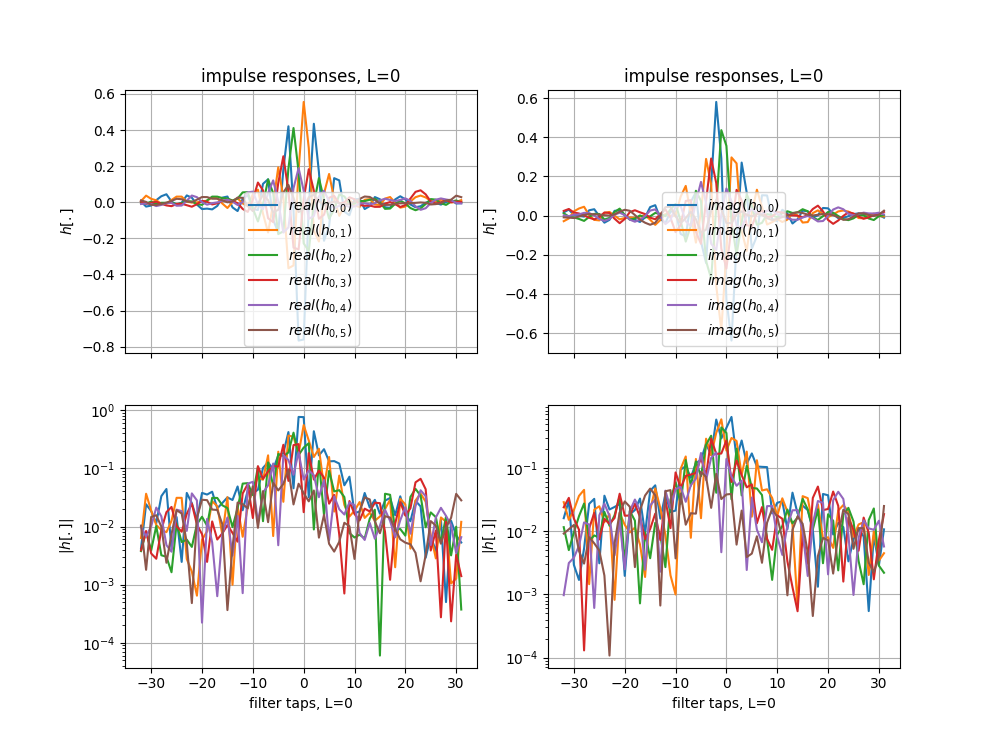 impulse responses, L=0
0.6
0.4
0.2
0.0
−0.2
−0.4
−0.6
−0.8
h[.]
real(h0,0)
real(h0,1)
real(h0,2)
real(h0,3)
real(h0,4)
real(h0,5)
impulse responses, L=0
0.6
0.4
0.2
0.0
−0.2
−0.4
−0.6
h[.]
imag(h0,0)
imag(h0,1)
imag(h0,2)
imag(h0,3)
imag(h0,4)
imag(h0,5)
10^0
10^−1
10^−2
10^−3
10^−4
|h[.]|
−30 −20 −10 0 10 20 30
filter taps, L=0
10^−1
10^−2
10^−3
10^−4
|h[.]|
−30 −20 −10 0 10 20 30
filter taps, L=0